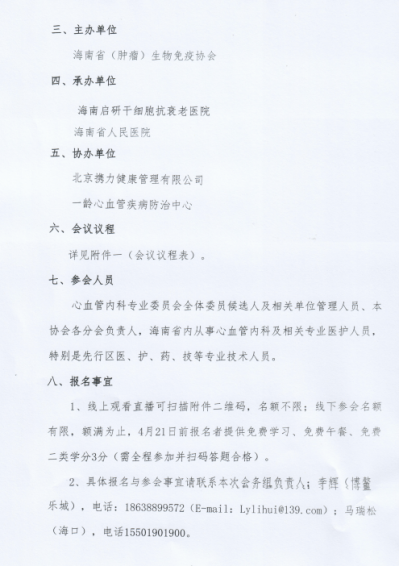 三、主办单位
海南省（肿瘤）生物免疫协会
四、承办单位
海南启研干细胞抗衰老医院
海南省人民医院
五、协办单位
北京携力健康管理有限公司
一龄心血管疾病防治中心
六、会议议程
详见附件一（会议议程表）。
七、参会人员
心血管内科专业委员会全体委员候选人及相关单位管理人员、本
协会各分会负责人，海南省内从事心血管内科及相关专业医护人员，
特别是先行区医、护、药、技等专业技术人员。
八、报名事宜
1、线上观看直播可扫描附件二维码，名额不限；线下参会名额
有限，额满为止，4月21日前报名者提供免费学习、免费午餐、免费
二类学分3分（需全程参加并扫码答题合格）。
2、具体报名与参会事宜请联系本次会务组负责人：李辉（博鳌
乐城），电话：18638899572（E-mail：Lylihui@139.com）；马瑞松
（海口），电话15501901900。